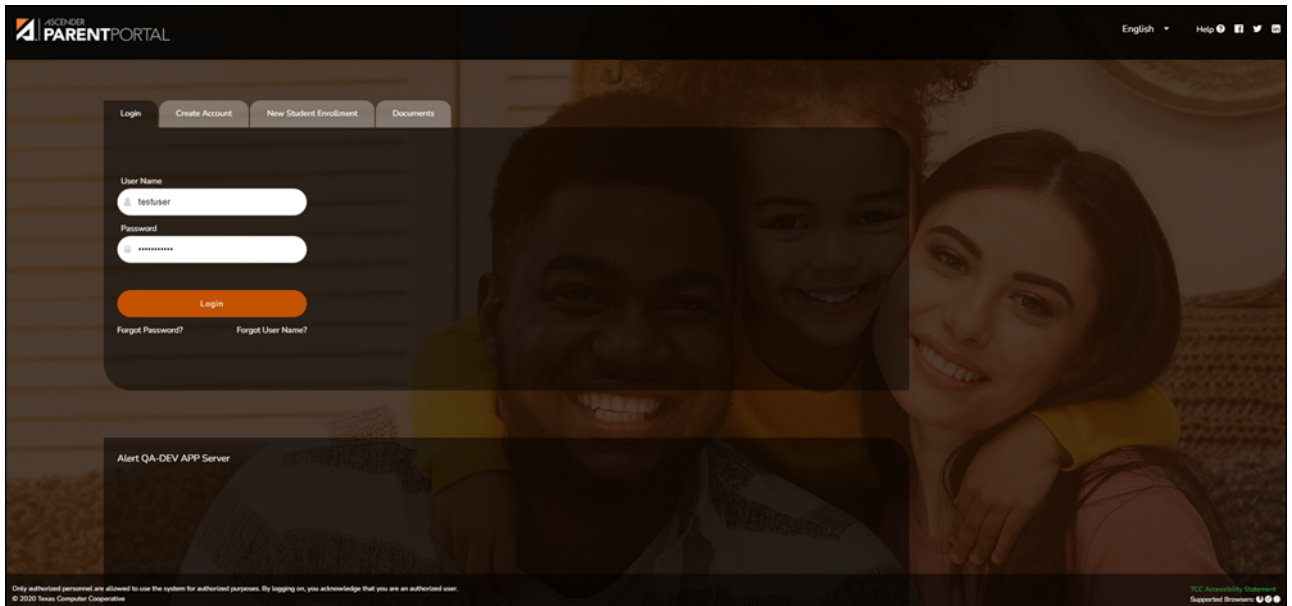 ASCENDER
PARENTPORTAL
English
Help
Login
Create Account
New Student Enrollment
Documents
User Name
testuser
Password
Login
Forgot Password?
Forgot User Name?
Alert QA-DEV APP Server
Only authorized personnel are allowed to use the system for authorized purposes. By logging on, you acknowledge that you are an authorized user.
© 2020 Texas Computer Cooperative
TCC Accessibility Statement
Supported Browsers: